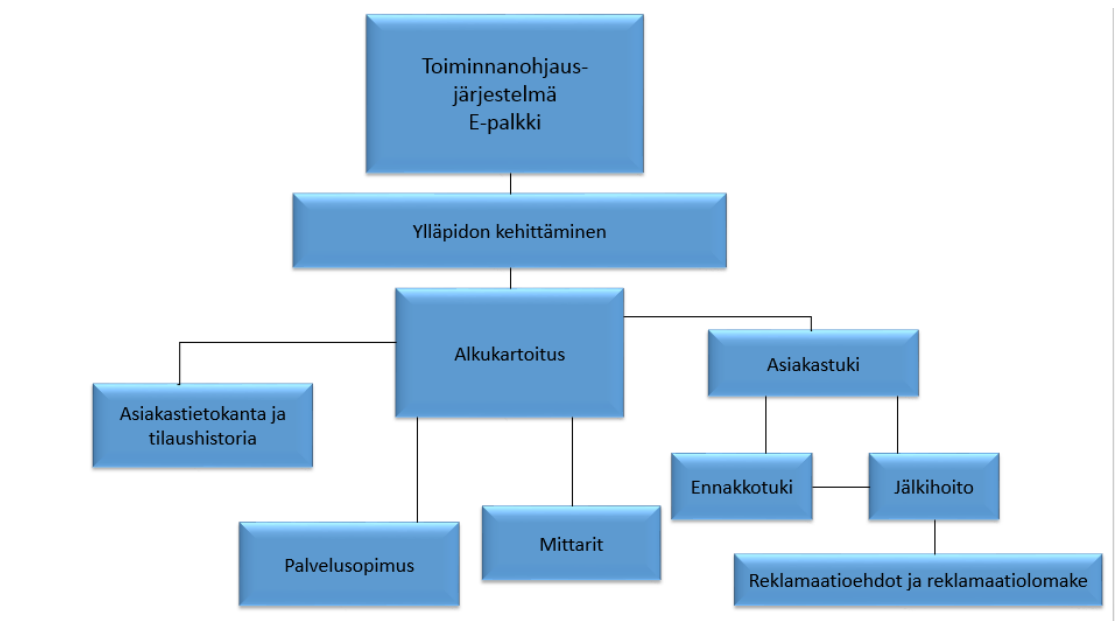 Toiminnanohjaus-
järjestelmä
E-palkki
Ylläpidon kehittäminen
Alkukartoitus
Asiakastuki
Asiakastietokanta ja
tilaushistoria
Ennakkotuki
Jälkihoito
Palvelusopimus
Mittarit
Reklamaatioehdot ja reklamaatiolomake